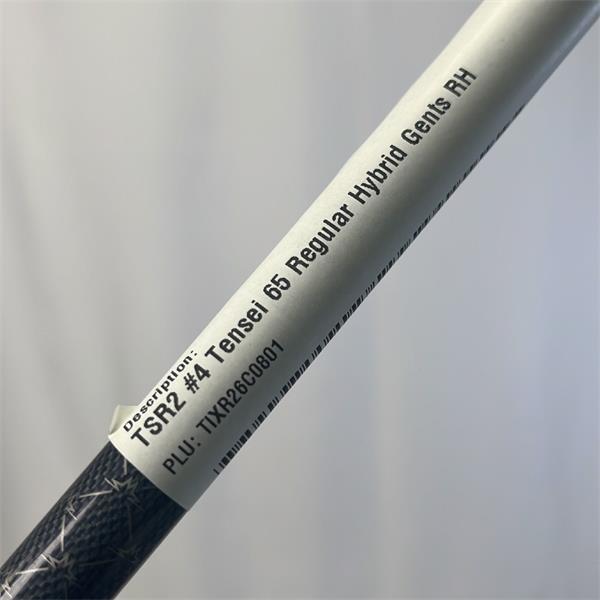 Description:
TSR2 #4 Tensei 65 Regular Hybrid Gents RH
PLU: TIXR26C0801